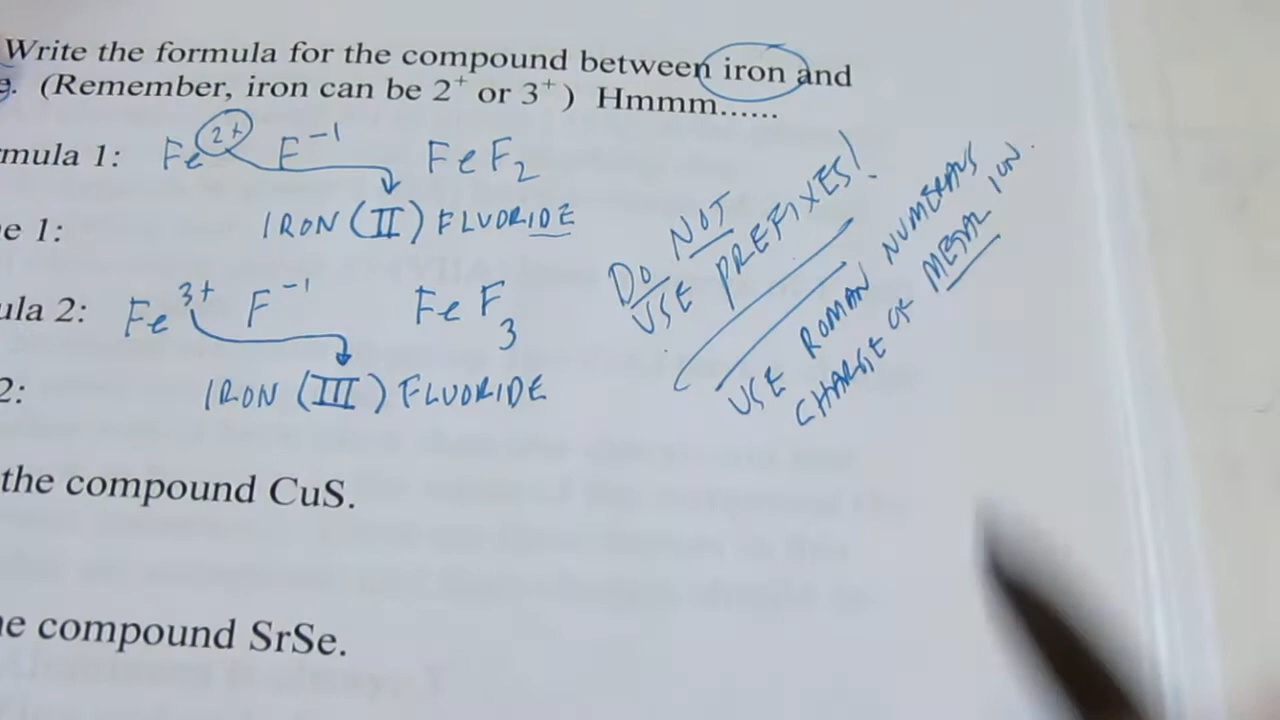 Write the formula for the compound between iron and
e. (Remember, iron can be 2+ or 3+) Hmmm......
mula 1: Fe 2+ F -1 FeF2
e 1: IRON (II) FLUORIDE
ula 2: Fe 3+ F -1 FeF3
2: IRON (III) FLUORIDE
DO NOT
USE PREFIXES!
USE ROMAN NUMERALS
CHARGE OF METAL ION.
the compound CuS.
e compound SrSe.